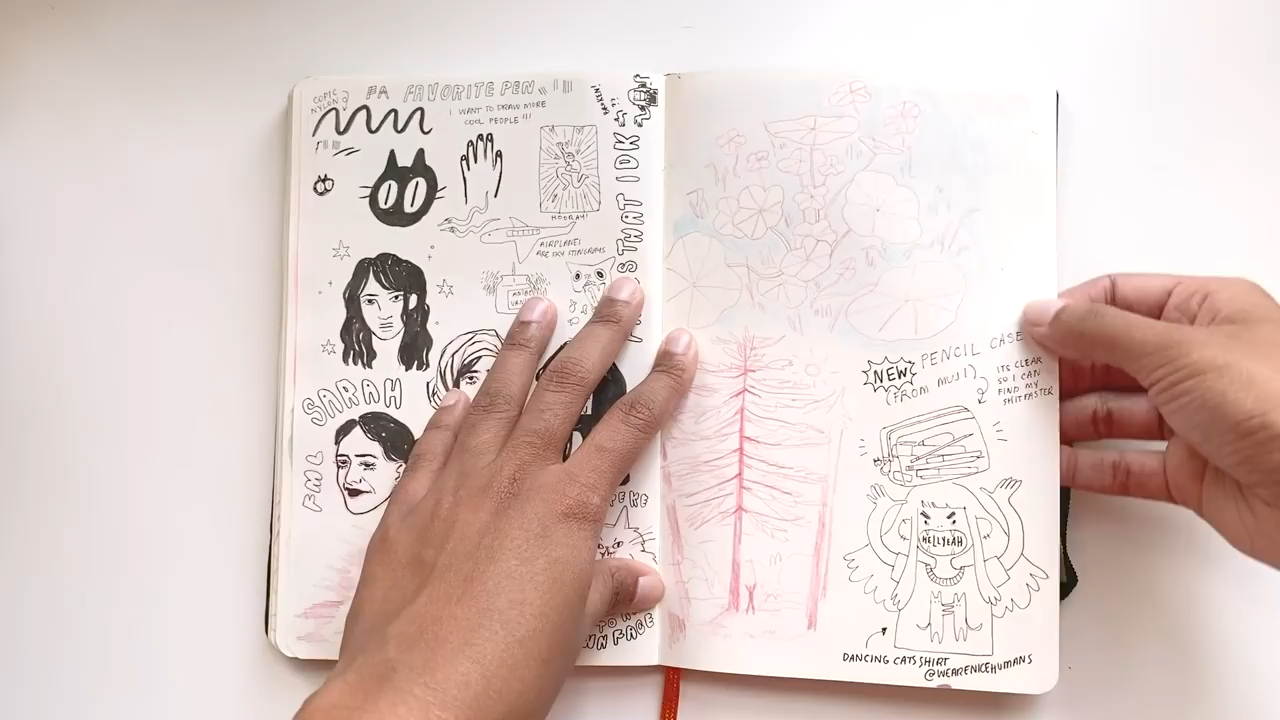 COPIC
NYLON
FAVORITE PEN
I WANT TO DRAW MORE
COOL PEOPLE !!!
HOORAY!
THAT IDK
AIRPLANES
ARE SKY STINGRAYS
SARAH
FML
NEW!
PENCIL CASE
(FROM MUJI)
ITS CLEAR
SO I CAN
FIND MY
SHIT FASTER
HELLYEAH
DANCING CATS SHIRT
@WEARENICEHUMANS
FACE